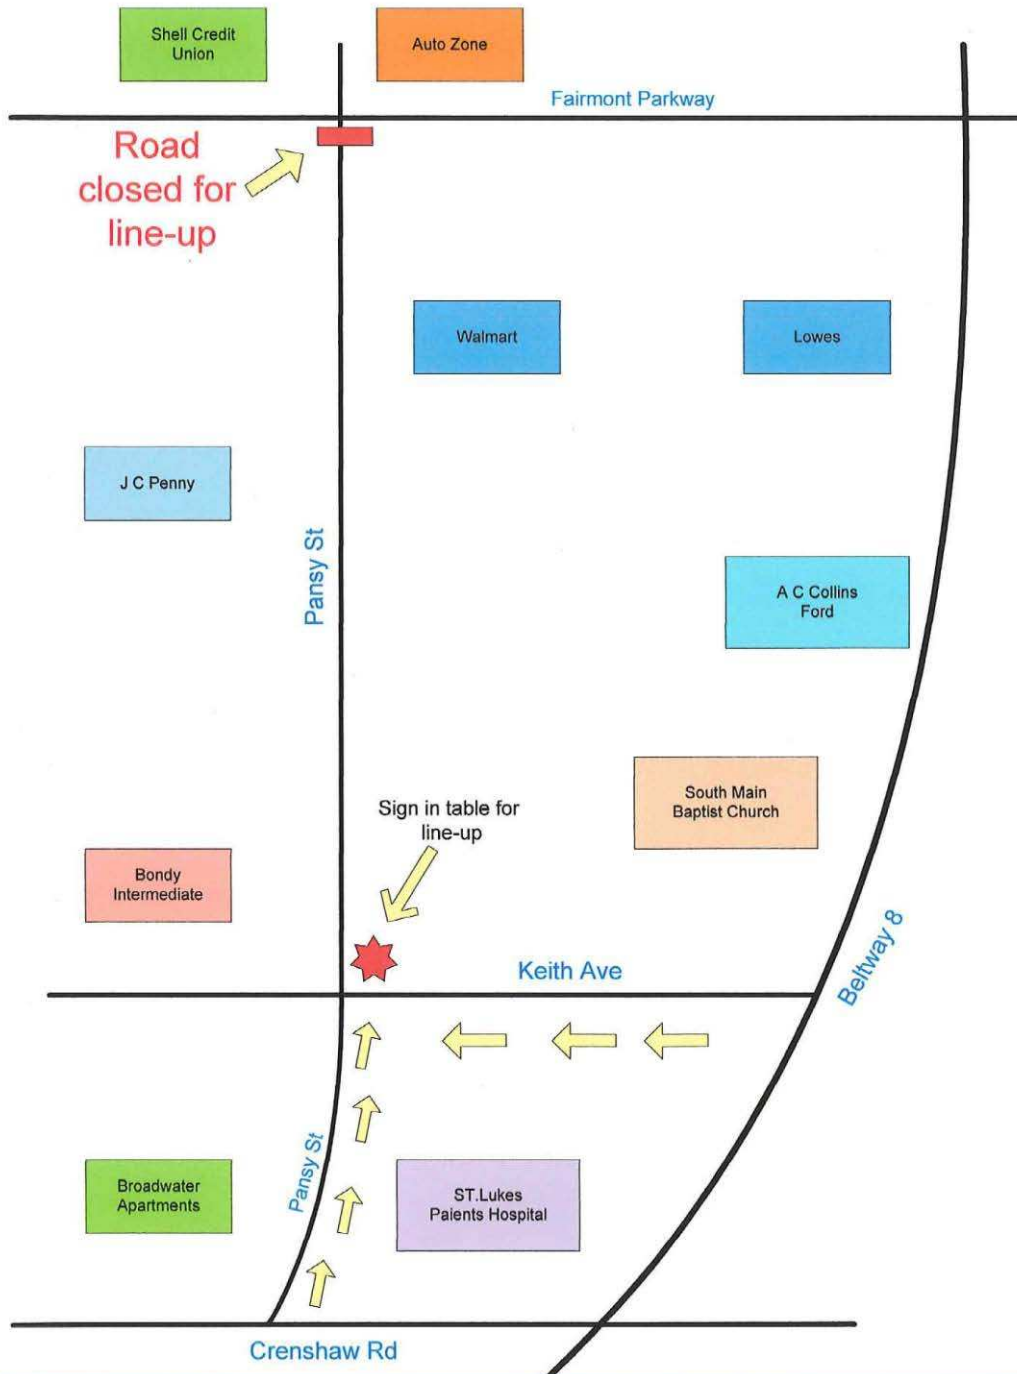 Shell Credit
Union
Auto Zone
Fairmont Parkway
Road
closed for
line-up
Walmart
Lowes
J C Penny
Pansy St
A C Collins
Ford
South Main
Baptist Church
Sign in table for
line-up
Bondy
Intermediate
Keith Ave
Beltway 8
Pansy St
Broadwater
Apartments
ST.Lukes
Paients Hospital
Crenshaw Rd